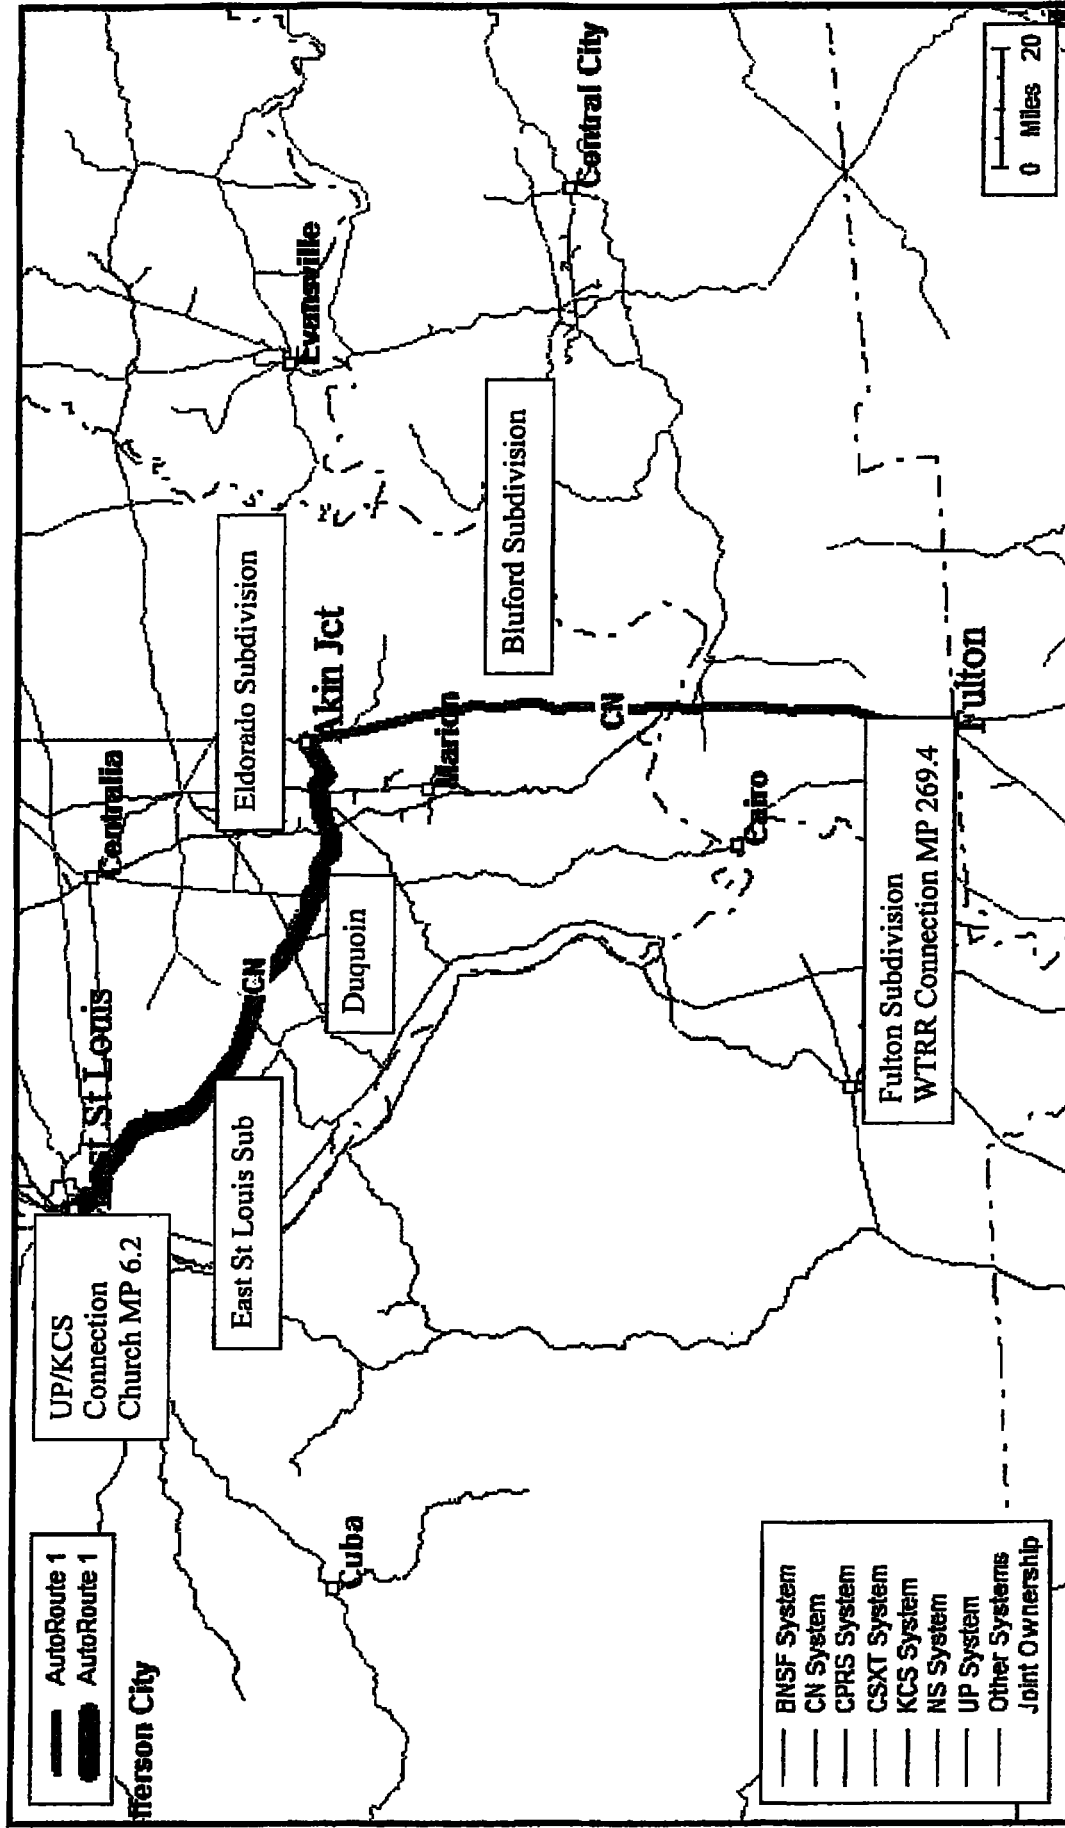 AutoRoute 1
AutoRoute 1
fferson City
UP/KCS
Connection
Church MP 6.2
East St Louis
Centralia
Eldorado Subdivision
East St Louis Sub
CN
Duquoin
Akin Jct
Evansville
Cuba
Marion
Bluford Subdivision
Central City
CN
Cairo
Fulton Subdivision
WTRR Connection MP 269.4
Fulton
BNSF System
CN System
CPRS System
CSXT System
KCS System
NS System
UP System
Other Systems
Joint Ownership
0 Miles 20